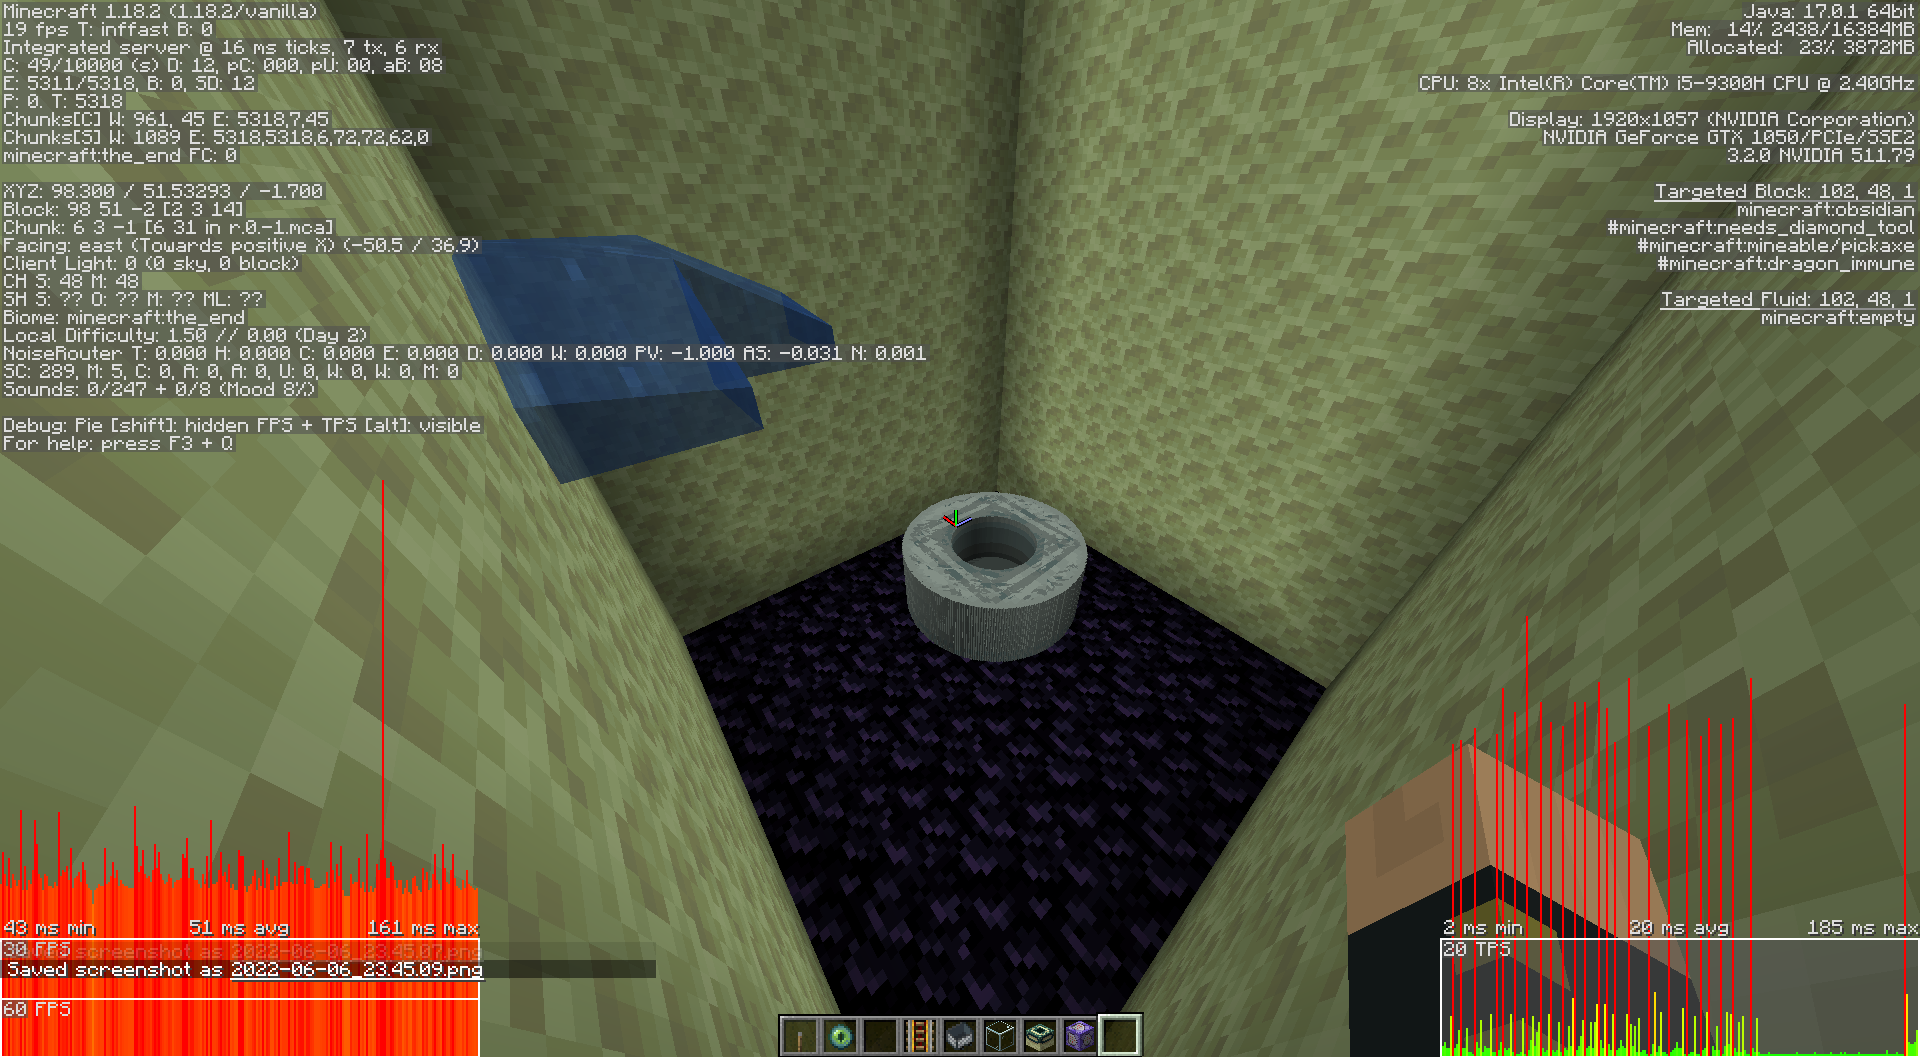 Minecraft 1.18.2 (1.18.2/vanilla)
19 fps T: inffast B: 0
Integrated server @ 16 ms ticks, 7 tx, 6 rx
C: 49/10000 (s) D: 12, pC: 000, pU: 00, aB: 08
E: 5311/5318, B: 0, SD: 12
P: 0. T: 5318
Chunks[C] W: 961, 45 E: 5318,7,45
Chunks[S] W: 1089 E: 5318,5318,6,72,72,62,0
minecraft:the_end FC: 0
XYZ: 98.300 / 51.53293 / -1.700
Block: 98 51 -2 [2 3 14]
Chunk: 6 3 -1 [6 31 in r.0.-1.mca]
Facing: east (Towards positive X) (-50.5 / 36.9)
Client Light: 0 (0 sky, 0 block)
CH S: 48 M: 48
SH S: ?? O: ?? M: ?? ML: ??
Biome: minecraft:the_end
Local Difficulty: 1.50 // 0.00 (Day 2)
NoiseRouter T: 0.000 H: 0.000 C: 0.000 E: 0.000 D: 0.000 W: 0.000 PV: -1.000 AS: -0.031 N: 0.001
SC: 289, M: 5, C: 0, A: 0, A: 0, U: 0, W: 0, W: 0, M: 0
Sounds: 0/247 + 0/8 (Mood 8%)
Debug: Pie [shift]: hidden FPS + TPS [alt]: visible
For help: press F3 + Q
Java: 17.0.1 64bit
Mem: 14% 2438/16384MB
Allocated: 23% 3872MB
CPU: 8x Intel(R) Core(TM) i5-9300H CPU @ 2.40GHz
Display: 1920x1057 (NVIDIA Corporation)
NVIDIA GeForce GTX 1050/PCIe/SSE2
3.2.0 NVIDIA 511.79
Targeted Block: 102, 48, 1
minecraft:obsidian
#minecraft:needs_diamond_tool
#minecraft:mineable/pickaxe
#minecraft:dragon_immune
Targeted Fluid: 102, 48, 1
minecraft:empty
43 ms min 51 ms avg 161 ms max
30 FPS
screenshot as 2022-06-06_23.45.07.png
Saved screenshot as 2022-06-06_23.45.09.png
60 FPS
2 ms min 20 ms avg 185 ms max
20 TPS